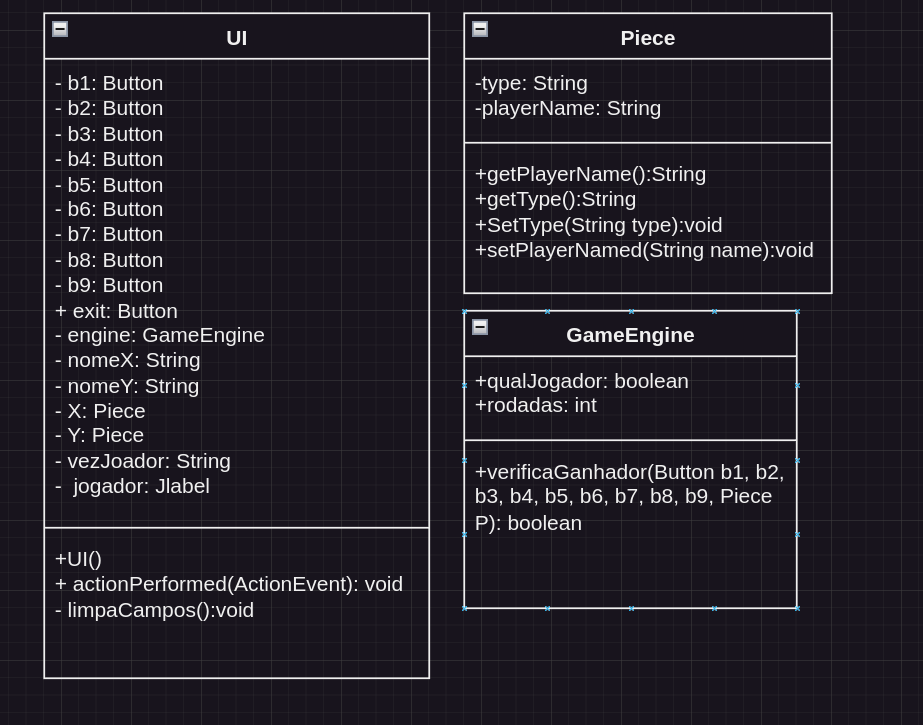 UI
- b1: Button
- b2: Button
- b3: Button
- b4: Button
- b5: Button
- b6: Button
- b7: Button
- b8: Button
- b9: Button
+ exit: Button
- engine: GameEngine
- nomeX: String
- nomeY: String
- X: Piece
- Y: Piece
- vezJoador: String
-  jogador: Jlabel
+UI()
+ actionPerformed(ActionEvent): void
- limpaCampos():void
Piece
-type: String
-playerName: String
+getPlayerName():String
+getType():String
+SetType(String type):void
+setPlayerNamed(String name):void
GameEngine
+qualJogador: boolean
+rodadas: int
+verificaGanhador(Button b1, b2,
b3, b4, b5, b6, b7, b8, b9, Piece
P): boolean